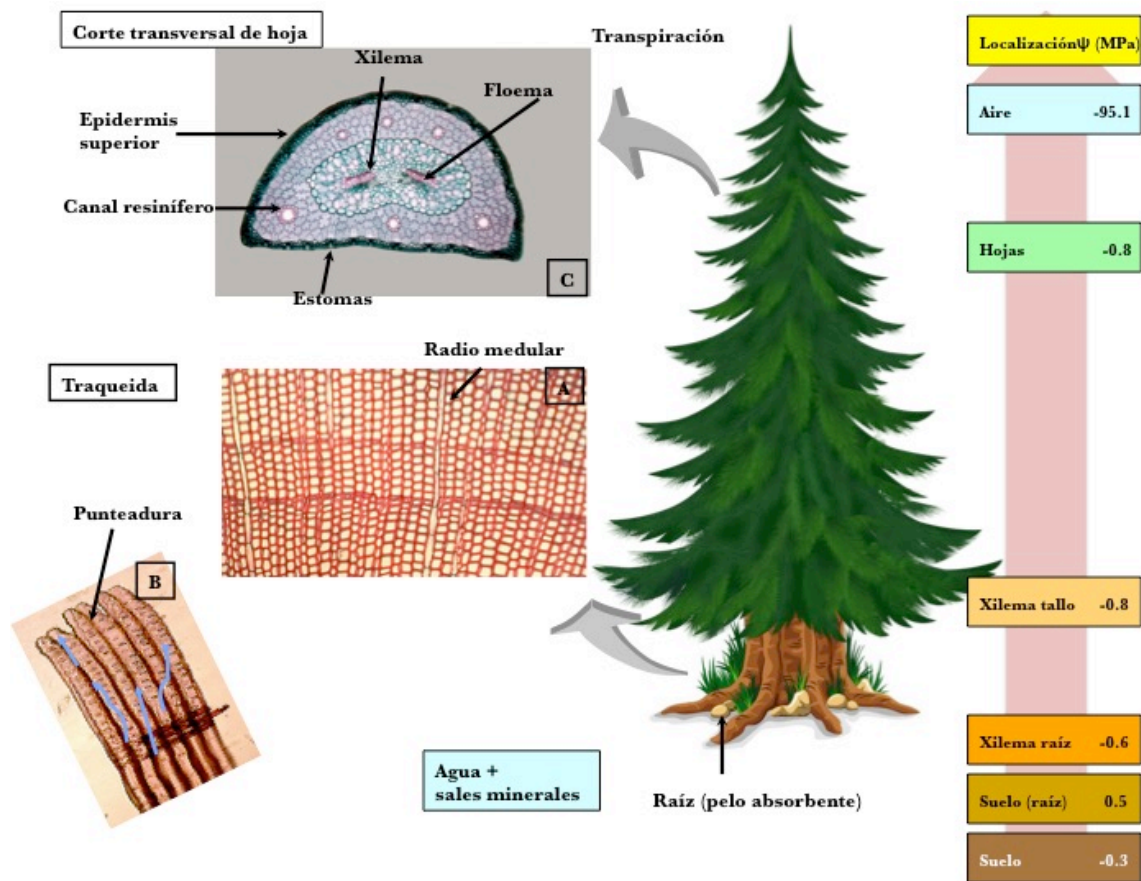 Corte transversal de hoja
Xilema
Floema
Epidermis
superior
Canal resinífero
Estomas
C
Transpiración
Localizaciónψ (MPa)
Aire -95.1
Hojas -0.8
Radio medular
A
Traqueida
Punteadura
B
Xilema tallo -0.8
Xilema raíz -0.6
Agua +
sales minerales
Raíz (pelo absorbente)
Suelo (raíz) 0.5
Suelo -0.3